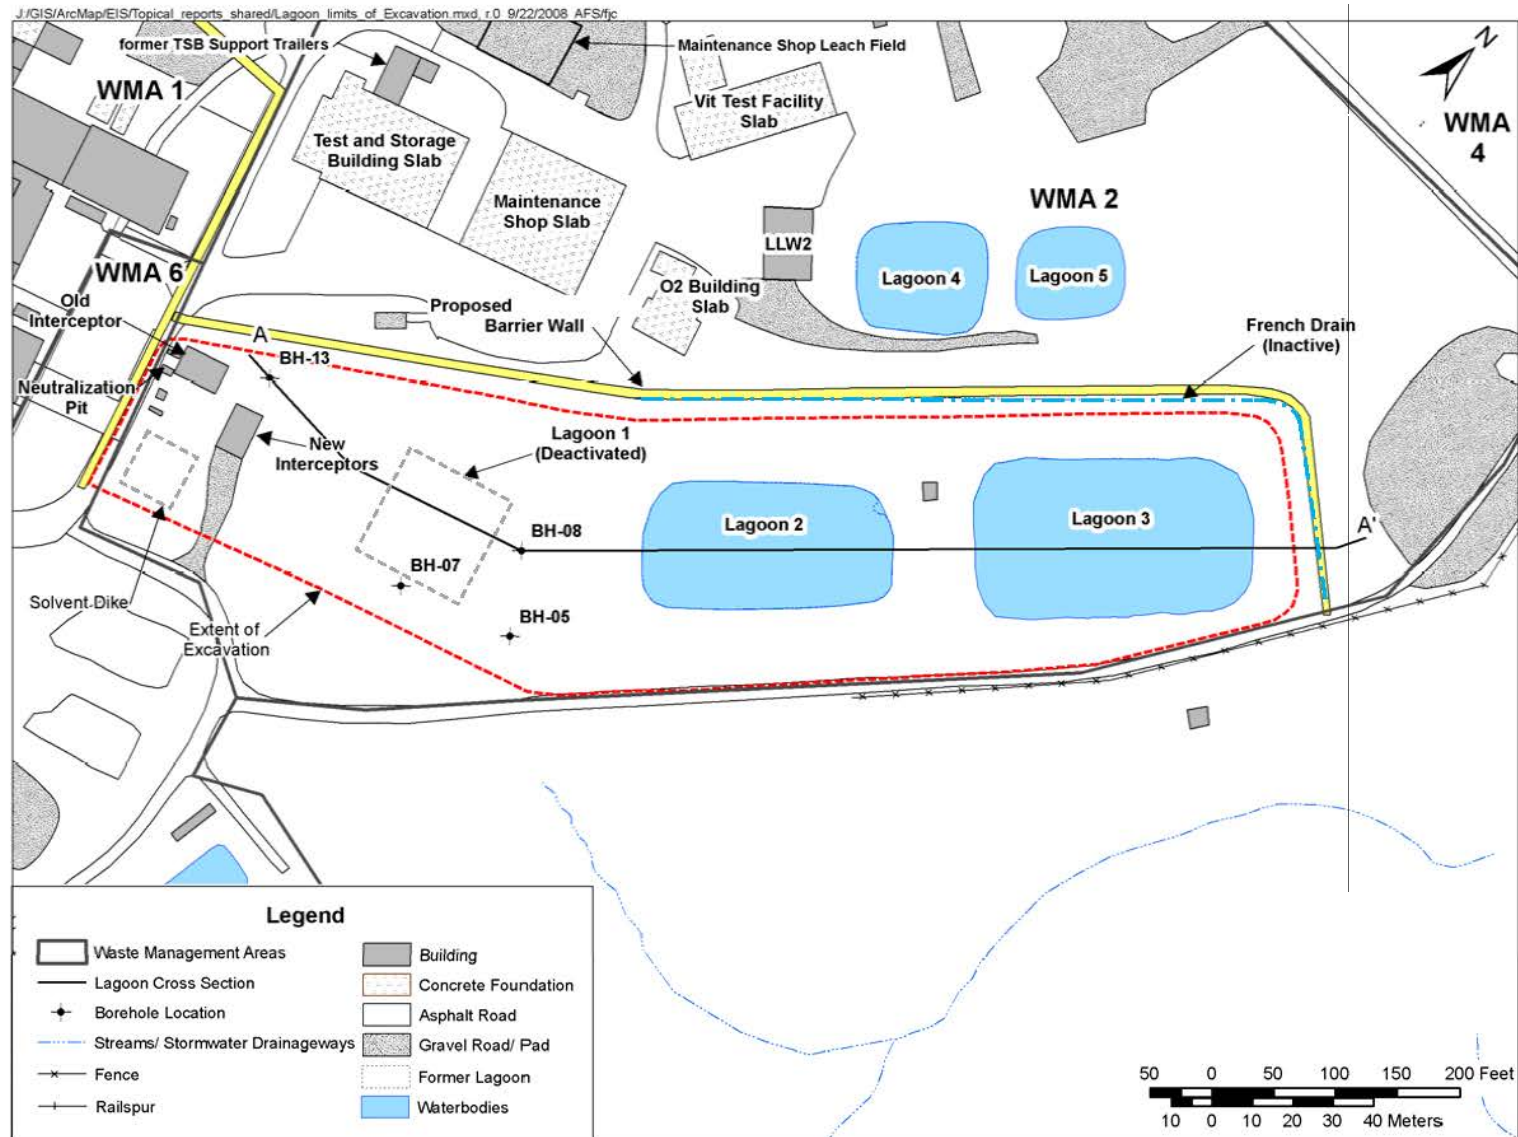 J:/GIS/ArcMap/EIS/Topical_reports_shared/Lagoon_limits_of_Excavation.mxd, r.0 9/22/2008 AFS/fjc
former TSB Support Trailers
Maintenance Shop Leach Field
N
WMA 1
Vit Test Facility
Slab
WMA
4
Test and Storage
Building Slab
Maintenance
Shop Slab
WMA 2
LLW2
WMA 6
Lagoon 4
Lagoon 5
O2 Building
Slab
Old
Interceptor
Proposed
Barrier Wall
French Drain
(Inactive)
A
BH-13
Neutralization
Pit
New
Interceptors
Lagoon 1
(Deactivated)
Lagoon 2
Lagoon 3
A'
BH-08
BH-07
Solvent Dike
BH-05
Extent of
Excavation
Legend
Waste Management Areas
Lagoon Cross Section
Borehole Location
Streams/ Stormwater Drainageways
Fence
Railspur
Building
Concrete Foundation
Asphalt Road
Gravel Road/ Pad
Former Lagoon
Waterbodies
50 0 50 100 150 200 Feet
10 0 10 20 30 40 Meters